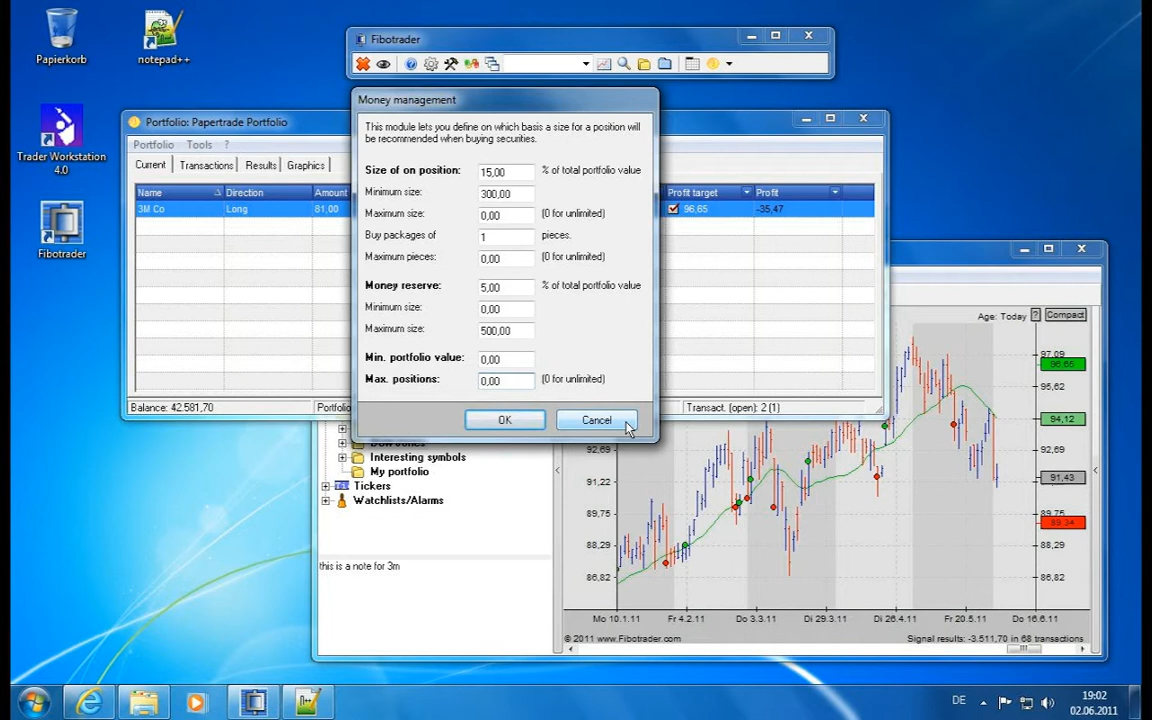 Papierkorb
notepad++
Trader Workstation
4.0
Fibotrader
Fibotrader
Portfolio: Papertrade Portfolio
Portfolio Tools ?
Current Transactions Results Graphics
Name Direction Amount Profit target Profit
3M Co Long 81,00 96,65 -35,47
Balance: 42.581,70 Portfolio Transact. (open): 2 (1)
Money management
This module lets you define on which basis a size for a position will
be recommended when buying securities.
Size of on position: 15,00 % of total portfolio value
Minimum size: 300,00
Maximum size: 0,00 (0 for unlimited)
Buy packages of 1 pieces.
Maximum pieces: 0,00 (0 for unlimited)
Money reserve: 5,00 % of total portfolio value
Minimum size: 0,00
Maximum size: 500,00
Min. portfolio value: 0,00
Max. positions: 0,00 (0 for unlimited)
OK Cancel
Interesting symbols
My portfolio
Tickers
Watchlists/Alarms
this is a note for 3m
Age: Today ? Compact
97,09
96,65
95,62
94,12
92,69
91,22
91,43
89,75
89,75
89,34
88,29
88,29
86,82
86,82
Mo 10.1.11 Fr 4.2.11 Do 3.3.11 Di 29.3.11 Di 26.4.11 Fr 20.5.11 Do 16.6.11
© 2011 www.Fibotrader.com Signal results: -3.511,70 in 68 transactions
DE
19:02
02.06.2011